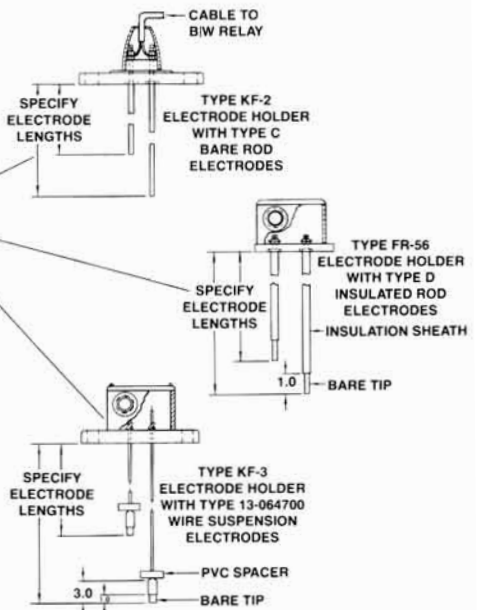 CABLE TO
B/W RELAY
SPECIFY
ELECTRODE
LENGTHS
TYPE KF-2
ELECTRODE HOLDER
WITH TYPE C
BARE ROD
ELECTRODES
TYPE FR-56
ELECTRODE HOLDER
WITH TYPE D
INSULATED ROD
ELECTRODES
SPECIFY
ELECTRODE
LENGTHS
INSULATION SHEATH
1.0
BARE TIP
TYPE KF-3
ELECTRODE HOLDER
WITH TYPE 13-064700
WIRE SUSPENSION
ELECTRODES
SPECIFY
ELECTRODE
LENGTHS
PVC SPACER
3.0
BARE TIP